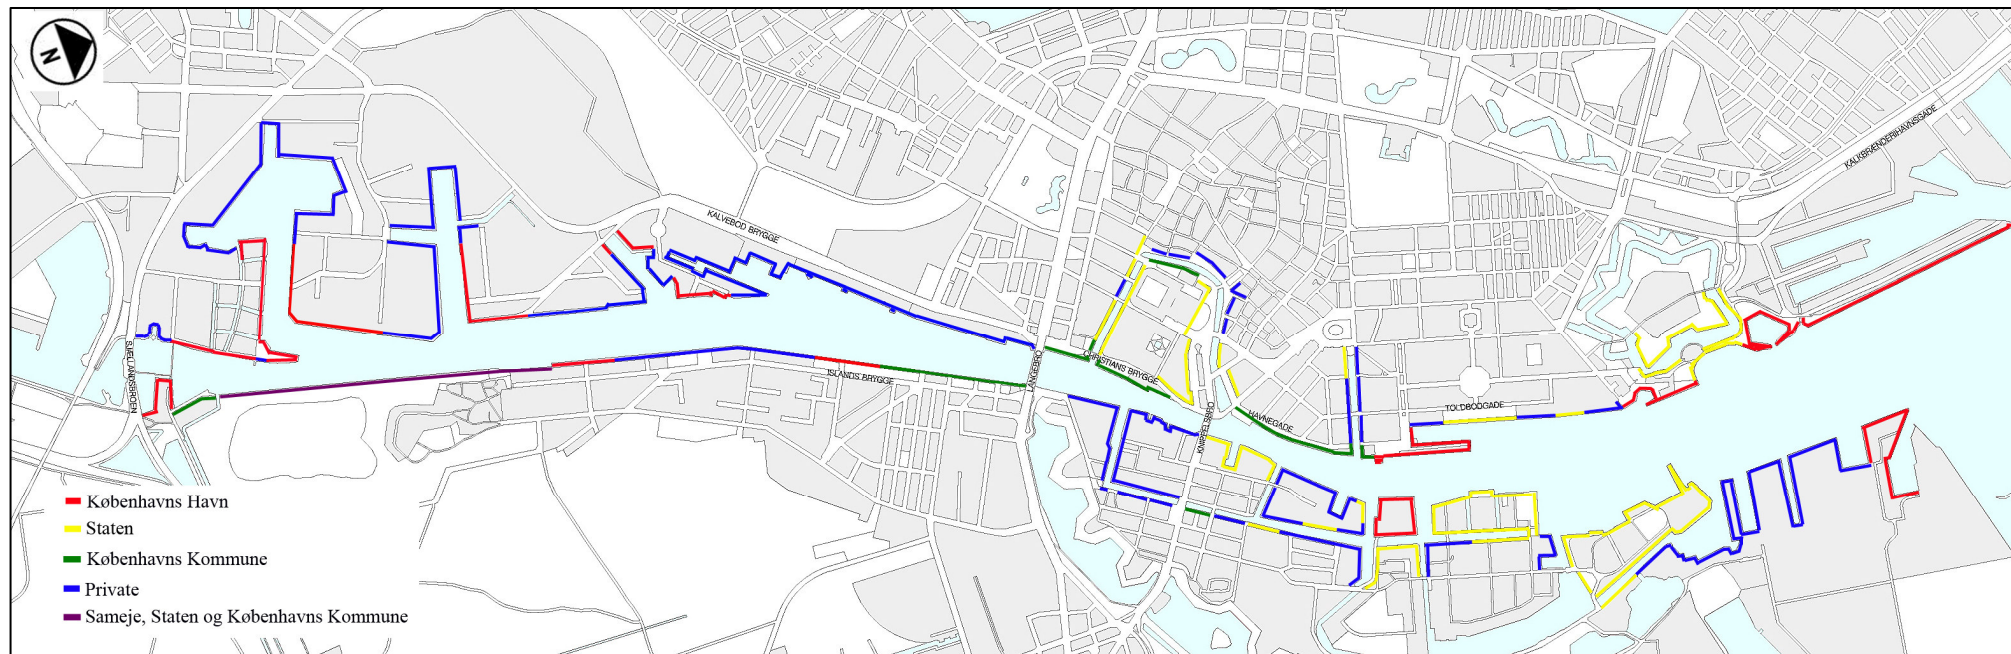 N
KALKBRÆNDERIHAVNSGADE
KALVEBOD BRYGGE
SJÆLLANDSBROEN
LANGEBRO
CHRISTIANS BRYGGE
ISLANDS BRYGGE
KNIPPELSBRO
HAVNEGADE
TOLDBODGADE
Københavns Havn
Staten
Københavns Kommune
Private
Sameje, Staten og Københavns Kommune